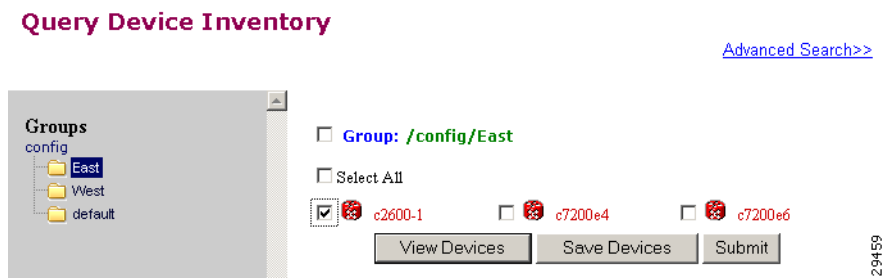 Query Device Inventory
Advanced Search>>
Groups
config
East
West
default
Group: /config/East
Select All
c2600-1 c7200e4 c7200e6
View Devices Save Devices Submit
29459